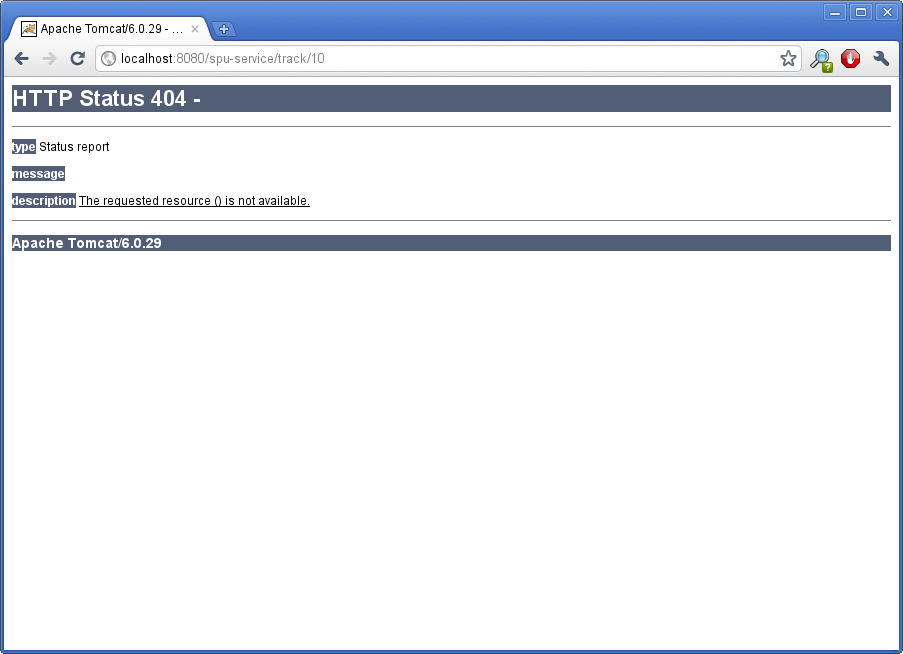 Apache Tomcat/6.0.29 - ...
localhost:8080/spu-service/track/10
?
HTTP Status 404 -
type Status report
message
description The requested resource () is not available.
Apache Tomcat/6.0.29